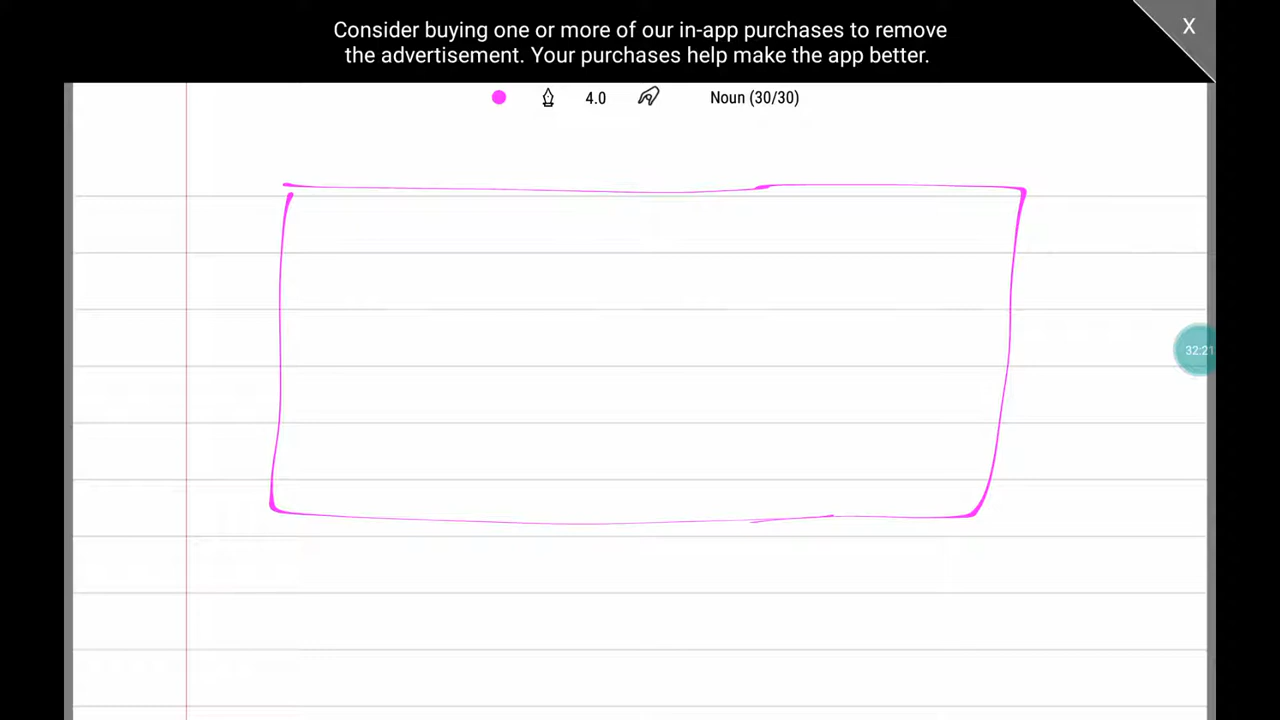 Consider buying one or more of our in-app purchases to remove
the advertisement. Your purchases help make the app better.
X
4.0 Noun (30/30)
32:21